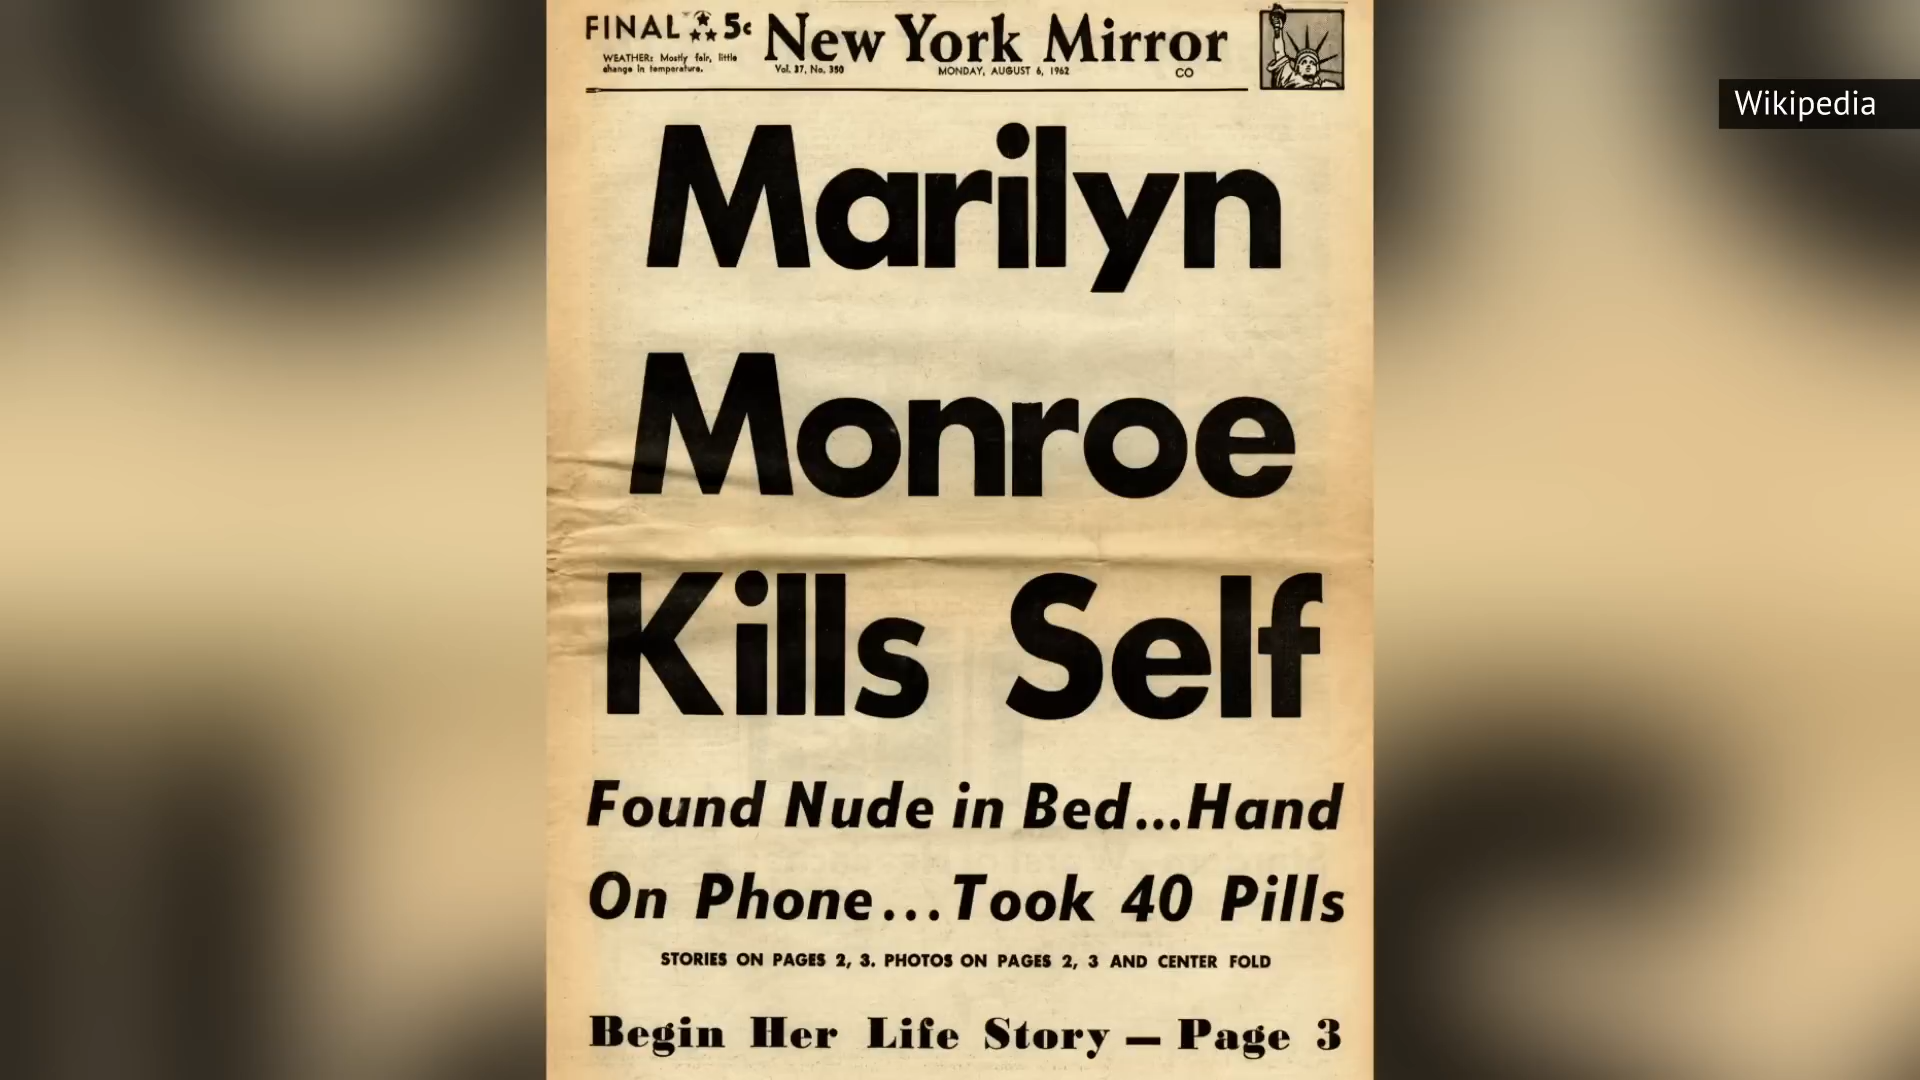 FINAL 5¢ New York Mirror
WEATHER: Mostly fair, little
change in temperature.
Vol. 37, No. 350 MONDAY, AUGUST 6, 1962 CO
Wikipedia
Marilyn
Monroe
Kills Self
Found Nude in Bed...Hand
On Phone...Took 40 Pills
STORIES ON PAGES 2, 3. PHOTOS ON PAGES 2, 3 AND CENTER FOLD
Begin Her Life Story — Page 3